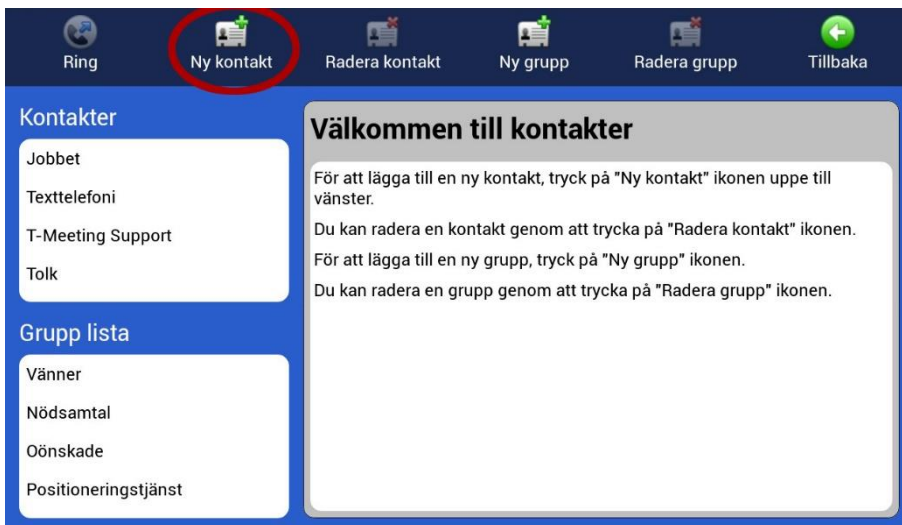 Ring
Ny kontakt
Radera kontakt
Ny grupp
Radera grupp
Tillbaka
Kontakter
Jobbet
Texttelefoni
T-Meeting Support
Tolk
Grupp lista
Vänner
Nödsamtal
Oönskade
Positioneringstjänst
Välkommen till kontakter
För att lägga till en ny kontakt, tryck på "Ny kontakt" ikonen uppe till
vänster.
Du kan radera en kontakt genom att trycka på "Radera kontakt" ikonen.
För att lägga till en ny grupp, tryck på "Ny grupp" ikonen.
Du kan radera en grupp genom att trycka på "Radera grupp" ikonen.